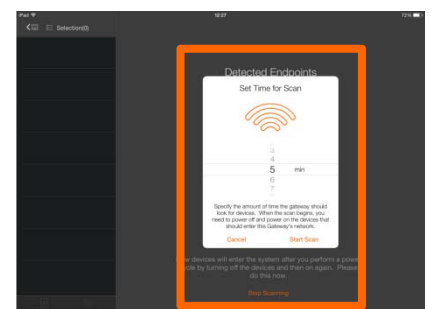 iPad
12:27
73%
Selection(0)
Detected Endpoints
Set Time for
Scan
3
4
5 min
6
7
Specify the amount of time the gateway should
look for devices. When the scan begins, you
need to power off and power on the devices that
should enter this Gateway's network.
Cancel Start Scan
devices will enter the system after you perform a power
cycle by turning off the devices and then on again. Please
do this now.
Stop Scanning